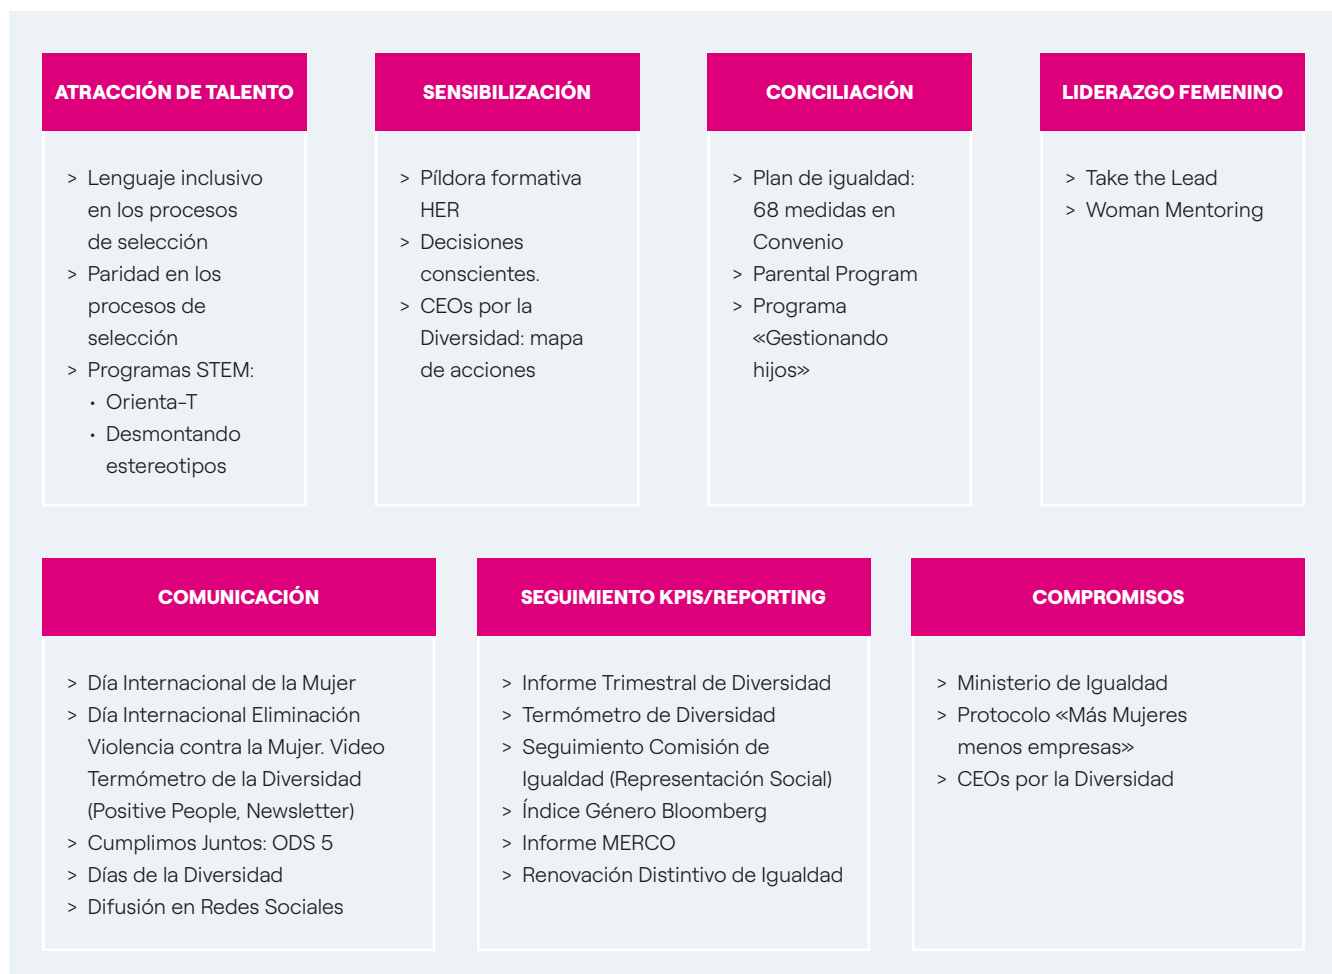 ATRACCIÓN DE TALENTO
> Lenguaje inclusivo
en los procesos
de selección
> Paridad en los
procesos de
selección
> Programas STEM:
• Orienta-T
• Desmontando
estereotipos
SENSIBILIZACIÓN
> Píldora formativa
HER
> Decisiones
conscientes.
> CEOs por la
Diversidad: mapa
de acciones
CONCILIACIÓN
> Plan de igualdad:
68 medidas en
Convenio
> Parental Program
> Programa
«Gestionando
hijos»
LIDERAZGO FEMENINO
> Take the Lead
> Woman Mentoring
COMUNICACIÓN
> Día Internacional de la Mujer
> Día Internacional Eliminación
Violencia contra la Mujer. Video
Termómetro de la Diversidad
(Positive People, Newsletter)
> Cumplimos Juntos: ODS 5
> Días de la Diversidad
> Difusión en Redes Sociales
SEGUIMIENTO KPIS/REPORTING
> Informe Trimestral de Diversidad
> Termómetro de Diversidad
> Seguimiento Comisión de
Igualdad (Representación Social)
> Índice Género Bloomberg
> Informe MERCO
> Renovación Distintivo de Igualdad
COMPROMISOS
> Ministerio de Igualdad
> Protocolo «Más Mujeres
menos empresas»
> CEOs por la Diversidad